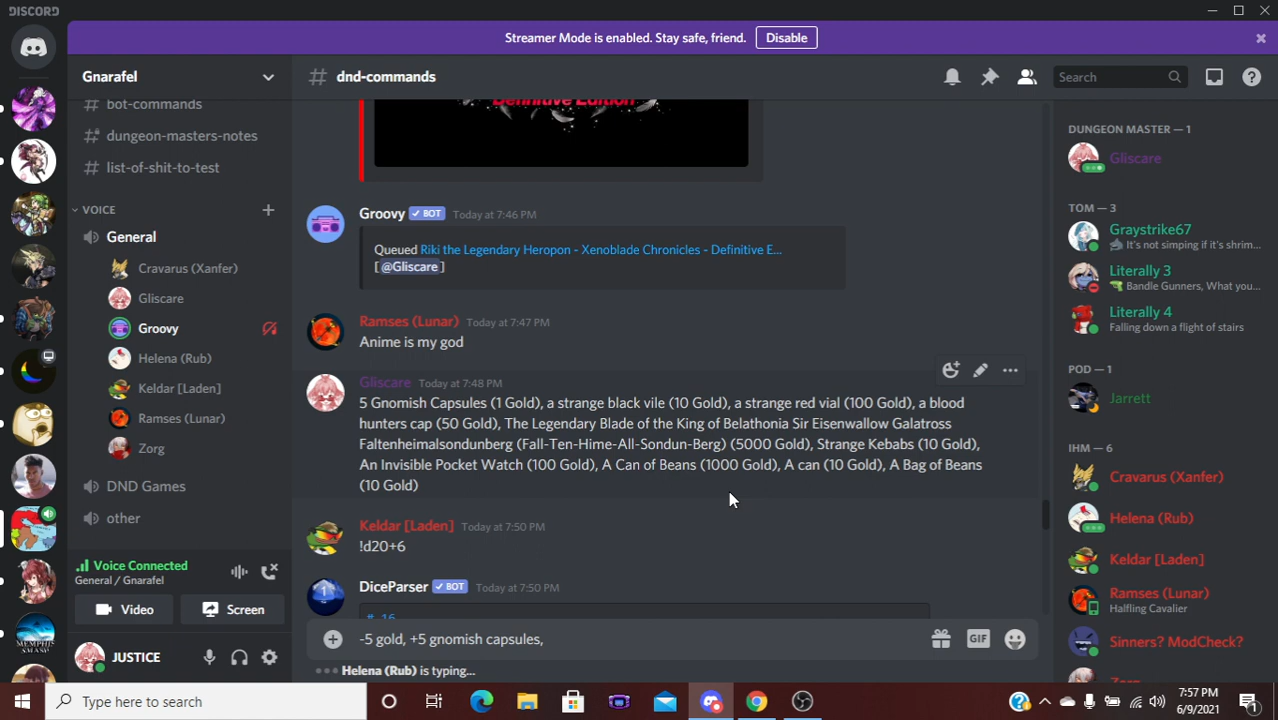 DISCORD
Streamer Mode is enabled. Stay safe, friend.
Disable
Gnarafel
# dnd-commands
Search
# bot-commands
# dungeon-masters-notes
# list-of-shit-to-test
VOICE
General
Cravarus (Xanfer)
Gliscare
Groovy
Helena (Rub)
Keldar [Laden]
Ramses (Lunar)
Zorg
DND Games
other
Voice Connected
General / Gnarafel
Video
Screen
JUSTICE
Definitive Edition
Groovy BOT Today at 7:46 PM
Queued Riki the Legendary Heropon - Xenoblade Chronicles - Definitive E...
[ @Gliscare ]
Ramses (Lunar) Today at 7:47 PM
Anime is my god
Gliscare Today at 7:48 PM
5 Gnomish Capsules (1 Gold), a strange black vile (10 Gold), a strange red vial (100 Gold), a blood
hunters cap (50 Gold), The Legendary Blade of the King of Belathonia Sir Eisenwallow Galatross
Faltenheimalsondunberg (Fall-Ten-Hime-All-Sondun-Berg) (5000 Gold), Strange Kebabs (10 Gold),
An Invisible Pocket Watch (100 Gold), A Can of Beans (1000 Gold), A can (10 Gold), A Bag of Beans
(10 Gold)
Keldar [Laden] Today at 7:50 PM
!d20+6
DiceParser BOT Today at 7:50 PM
# 16
-5 gold, +5 gnomish capsules,
GIF
Helena (Rub) is typing...
DUNGEON MASTER — 1
Gliscare
TOM — 3
Graystrike67
It's not simping if it's shrim...
Literally 3
Bandle Gunners, What you...
Literally 4
Falling down a flight of stairs
POD — 1
Jarrett
IHM — 6
Cravarus (Xanfer)
Helena (Rub)
Keldar [Laden]
Ramses (Lunar)
Halfling Cavalier
Sinners? ModCheck?
Zorg
Type here to search
7:57 PM
6/9/2021